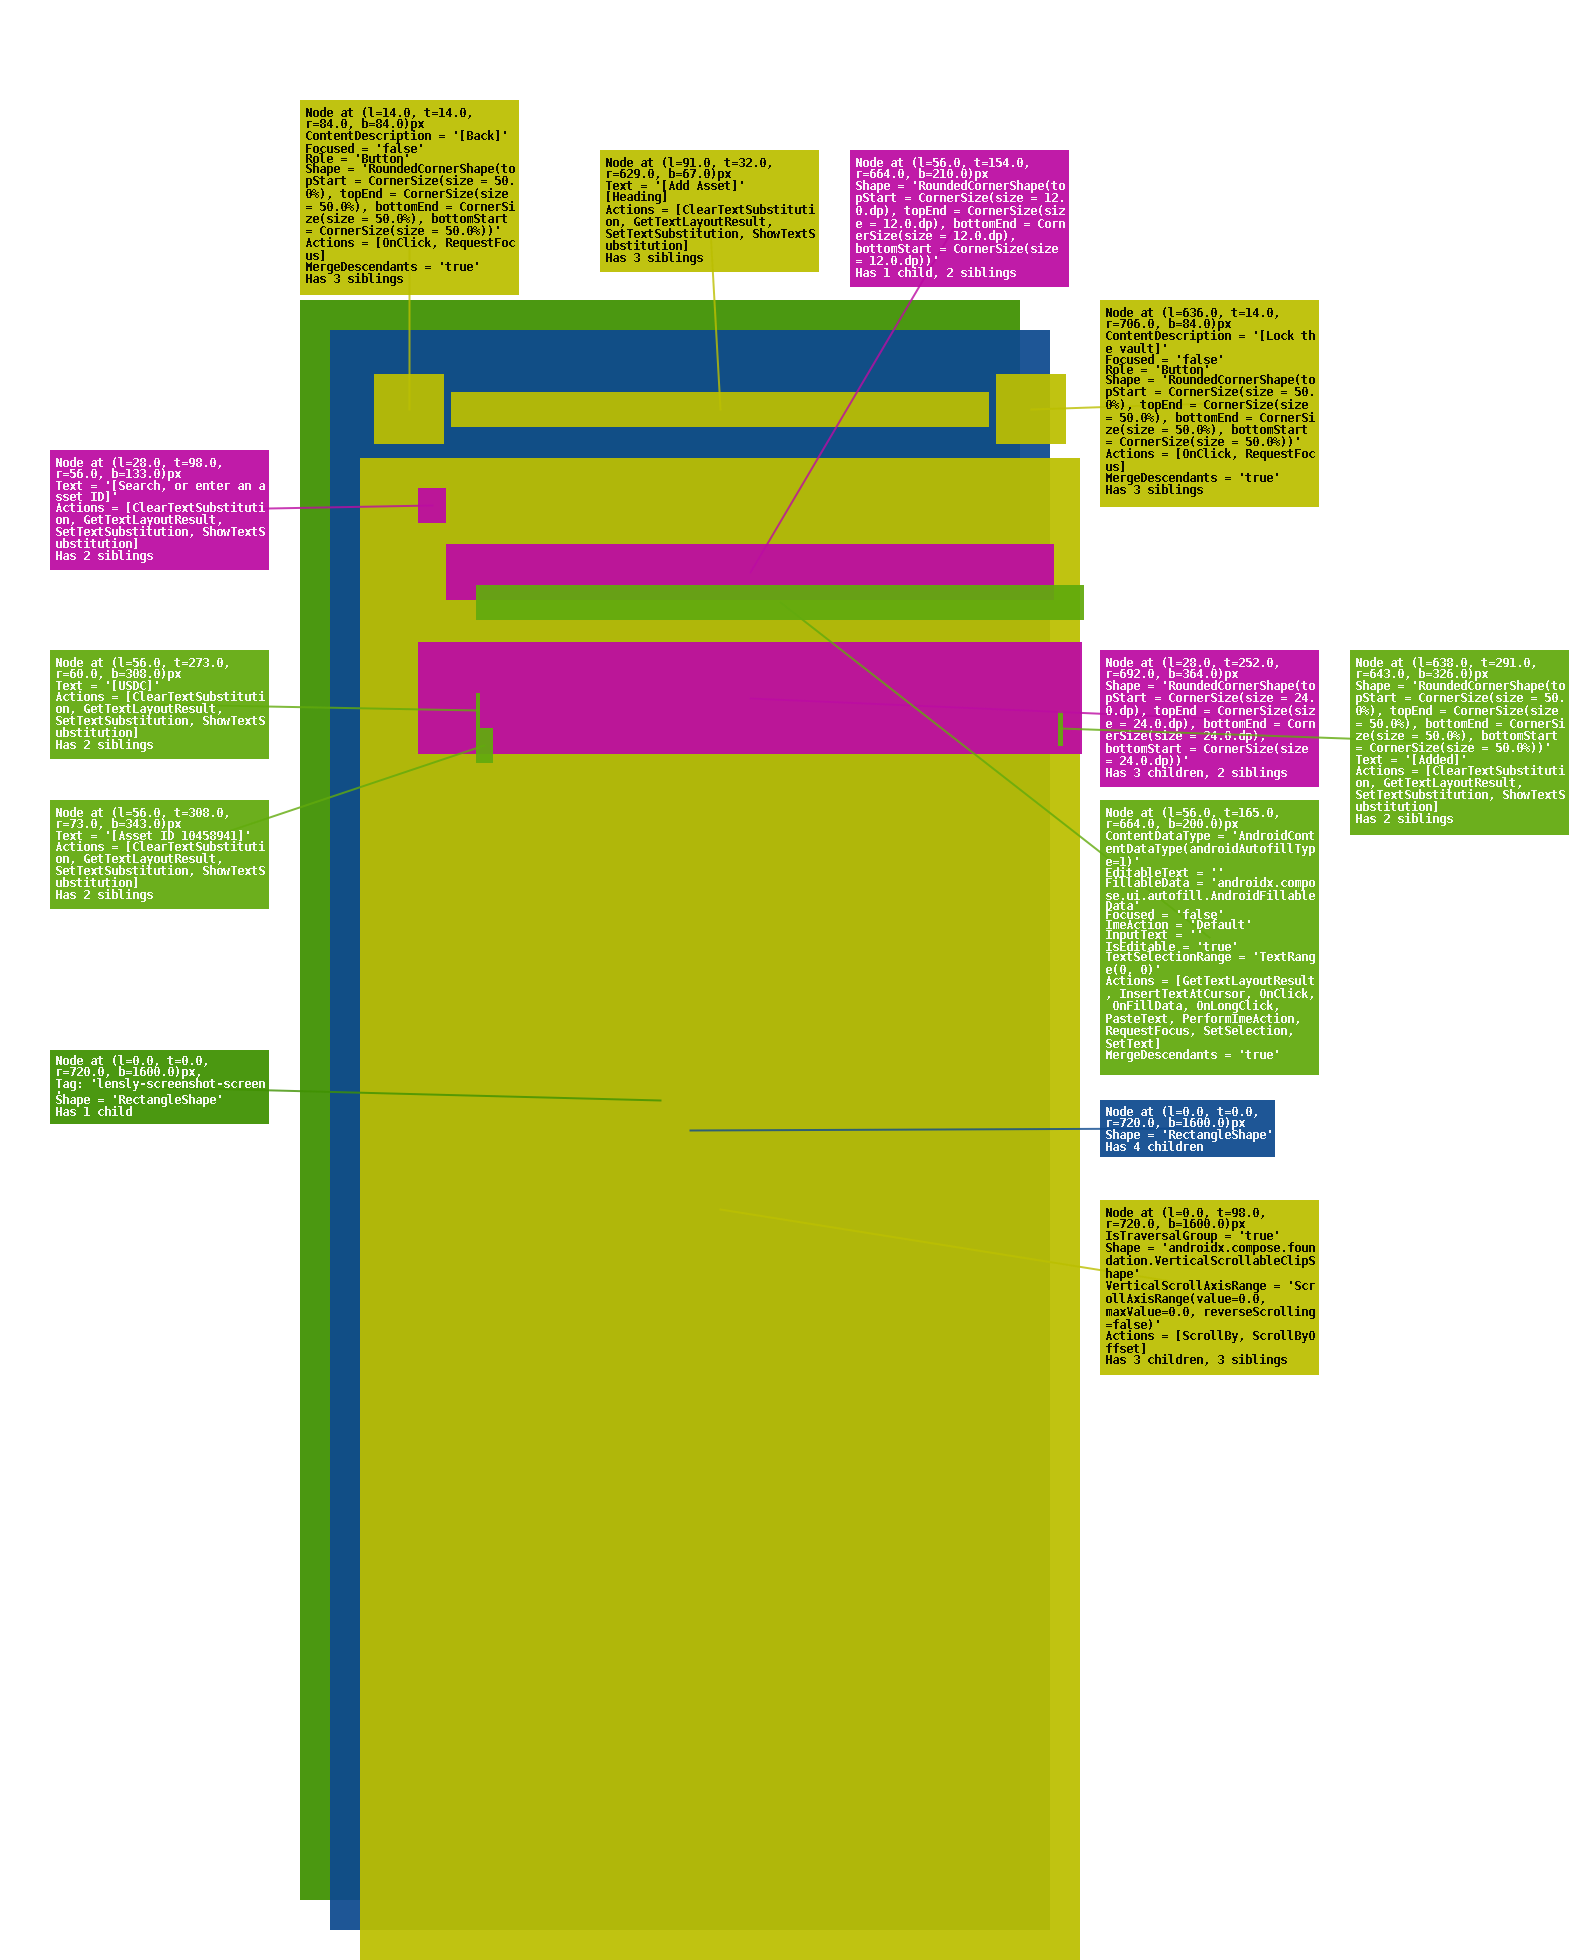 Node at (l=14.0, t=14.0,
r=84.0, b=84.0)px
ContentDescription = '[Back]'
Focused = 'false'
Role = 'Button'
Shape = 'RoundedCornerShape(to
pStart = CornerSize(size = 50.
0%), topEnd = CornerSize(size
= 50.0%), bottomEnd = CornerSi
ze(size = 50.0%), bottomStart
= CornerSize(size = 50.0%))'
Actions = [OnClick, RequestFoc
us]
MergeDescendants = 'true'
Has 3 siblings
Node at (l=91.0, t=32.0,
r=629.0, b=67.0)px
Text = '[Add Asset]'
[Heading]
Actions = [ClearTextSubstituti
on, GetTextLayoutResult,
SetTextSubstitution, ShowTextS
ubstitution]
Has 3 siblings
Node at (l=56.0, t=154.0,
r=664.0, b=210.0)px
Shape = 'RoundedCornerShape(to
pStart = CornerSize(size = 12.
0.dp), topEnd = CornerSize(siz
e = 12.0.dp), bottomEnd = Corn
erSize(size = 12.0.dp),
bottomStart = CornerSize(size
= 12.0.dp))'
Has 1 child, 2 siblings
Node at (l=636.0, t=14.0,
r=706.0, b=84.0)px
ContentDescription = '[Lock th
e vault]'
Focused = 'false'
Role = 'Button'
Shape = 'RoundedCornerShape(to
pStart = CornerSize(size = 50.
0%), topEnd = CornerSize(size
= 50.0%), bottomEnd = CornerSi
ze(size = 50.0%), bottomStart
= CornerSize(size = 50.0%))'
Actions = [OnClick, RequestFoc
us]
MergeDescendants = 'true'
Has 3 siblings
Node at (l=28.0, t=98.0,
r=56.0, b=133.0)px
Text = '[Search, or enter an a
sset ID]'
Actions = [ClearTextSubstituti
on, GetTextLayoutResult,
SetTextSubstitution, ShowTextS
ubstitution]
Has 2 siblings
Node at (l=56.0, t=273.0,
r=60.0, b=308.0)px
Text = '[USDC]'
Actions = [ClearTextSubstituti
on, GetTextLayoutResult,
SetTextSubstitution, ShowTextS
ubstitution]
Has 2 siblings
Node at (l=28.0, t=252.0,
r=692.0, b=364.0)px
Shape = 'RoundedCornerShape(to
pStart = CornerSize(size = 24.
0.dp), topEnd = CornerSize(siz
e = 24.0.dp), bottomEnd = Corn
erSize(size = 24.0.dp),
bottomStart = CornerSize(size
= 24.0.dp))'
Has 3 children, 2 siblings
Node at (l=638.0, t=291.0,
r=643.0, b=326.0)px
Shape = 'RoundedCornerShape(to
pStart = CornerSize(size = 50.
0%), topEnd = CornerSize(size
= 50.0%), bottomEnd = CornerSi
ze(size = 50.0%), bottomStart
= CornerSize(size = 50.0%))'
Text = '[Added]'
Actions = [ClearTextSubstituti
on, GetTextLayoutResult,
SetTextSubstitution, ShowTextS
ubstitution]
Has 2 siblings
Node at (l=56.0, t=308.0,
r=73.0, b=343.0)px
Text = '[Asset ID 10458941]'
Actions = [ClearTextSubstituti
on, GetTextLayoutResult,
SetTextSubstitution, ShowTextS
ubstitution]
Has 2 siblings
Node at (l=56.0, t=165.0,
r=664.0, b=200.0)px
ContentDataType = 'AndroidCont
entDataType(androidAutofillTyp
e=1)'
EditableText = ''
FillableData = 'androidx.compo
se.ui.autofill.AndroidFillable
Data'
Focused = 'false'
ImeAction = 'Default'
InputText = ''
IsEditable = 'true'
TextSelectionRange = 'TextRang
e(0, 0)'
Actions = [GetTextLayoutResult
, InsertTextAtCursor, OnClick,
OnFillData, OnLongClick,
PasteText, PerformImeAction,
RequestFocus, SetSelection,
SetText]
MergeDescendants = 'true'
Node at (l=0.0, t=0.0,
r=720.0, b=1600.0)px,
Tag: 'lensly-screenshot-screen
'
Shape = 'RectangleShape'
Has 1 child
Node at (l=0.0, t=0.0,
r=720.0, b=1600.0)px
Shape = 'RectangleShape'
Has 4 children
Node at (l=0.0, t=98.0,
r=720.0, b=1600.0)px
IsTraversalGroup = 'true'
Shape = 'androidx.compose.foun
dation.VerticalScrollableClipS
hape'
VerticalScrollAxisRange = 'Scr
ollAxisRange(value=0.0,
maxValue=0.0, reverseScrolling
=false)'
Actions = [ScrollBy, ScrollByO
ffset]
Has 3 children, 3 siblings